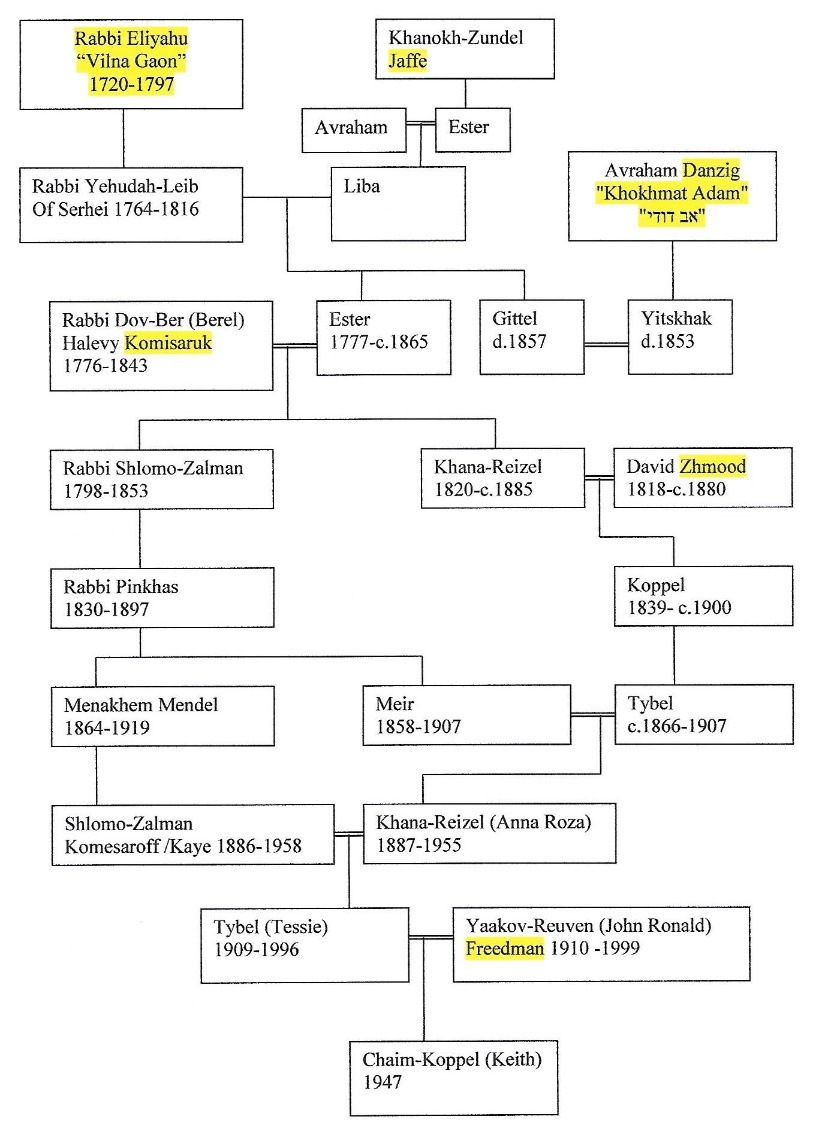 Rabbi Eliyahu
“Vilna Gaon”
1720-1797
Khanokh-Zundel
Jaffe
Avraham
Ester
Rabbi Yehudah-Leib
Of Serhei 1764-1816
Liba
Avraham Danzig
"Khokhmat Adam"
"אב דודי"
Rabbi Dov-Ber (Berel)
Halevy Komisaruk
1776-1843
Ester
1777-c.1865
Gittel
d.1857
Yitskhak
d.1853
Rabbi Shlomo-Zalman
1798-1853
Khana-Reizel
1820-c.1885
David Zhmood
1818-c.1880
Rabbi Pinkhas
1830-1897
Koppel
1839- c.1900
Menakhem Mendel
1864-1919
Meir
1858-1907
Tybel
c.1866-1907
Shlomo-Zalman
Komesaroff /Kaye 1886-1958
Khana-Reizel (Anna Roza)
1887-1955
Tybel (Tessie)
1909-1996
Yaakov-Reuven (John Ronald)
Freedman 1910 -1999
Chaim-Koppel (Keith)
1947